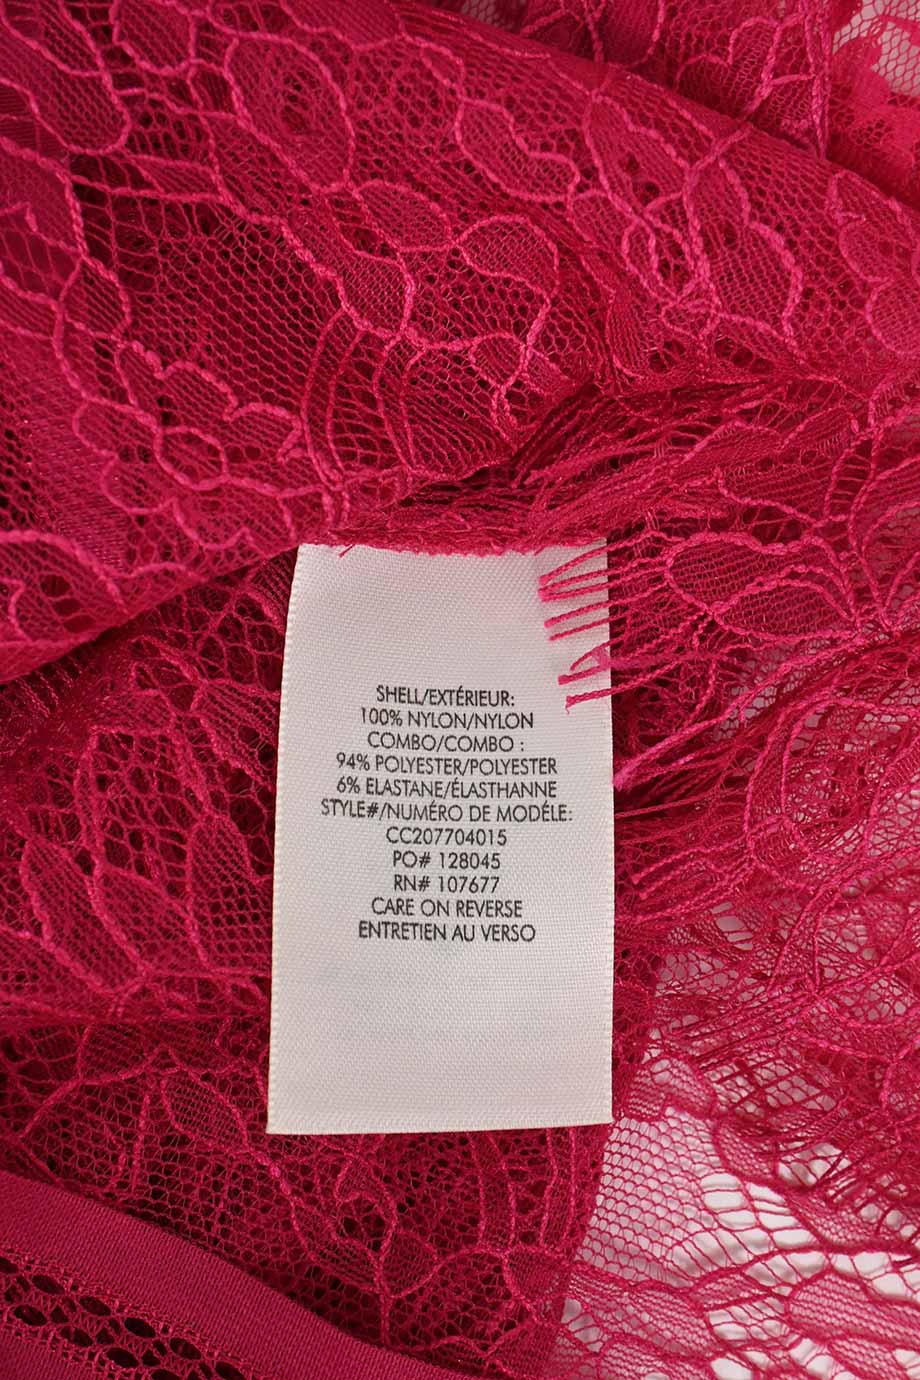 SHELL/EXTÉRIEUR:
100% NYLON/NYLON
COMBO/COMBO :
94% POLYESTER/POLYESTER
6% ELASTANE/ÉLASTHANNE
STYLE#/NUMÉRO DE MODÉLE:
CC207704015
PO# 128045
RN# 107677
CARE ON REVERSE
ENTRETIEN AU VERSO